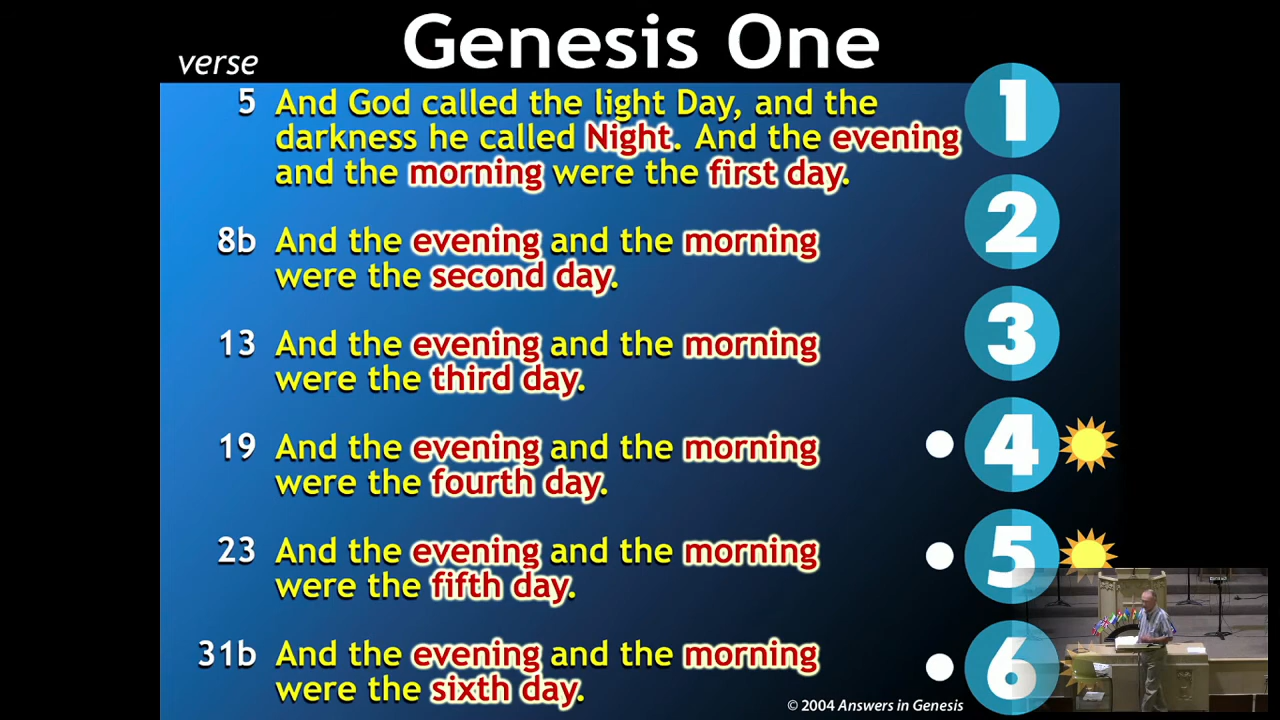 Genesis One
verse
5 And God called the light Day, and the
darkness he called Night. And the evening
and the morning were the first day.
1
2
8b And the evening and the morning
were the second day.
3
13 And the evening and the morning
were the third day.
4
19 And the evening and the morning
were the fourth day.
5
23 And the evening and the morning
were the fifth day.
6
31b And the evening and the morning
were the sixth day.
© 2004 Answers in Genesis